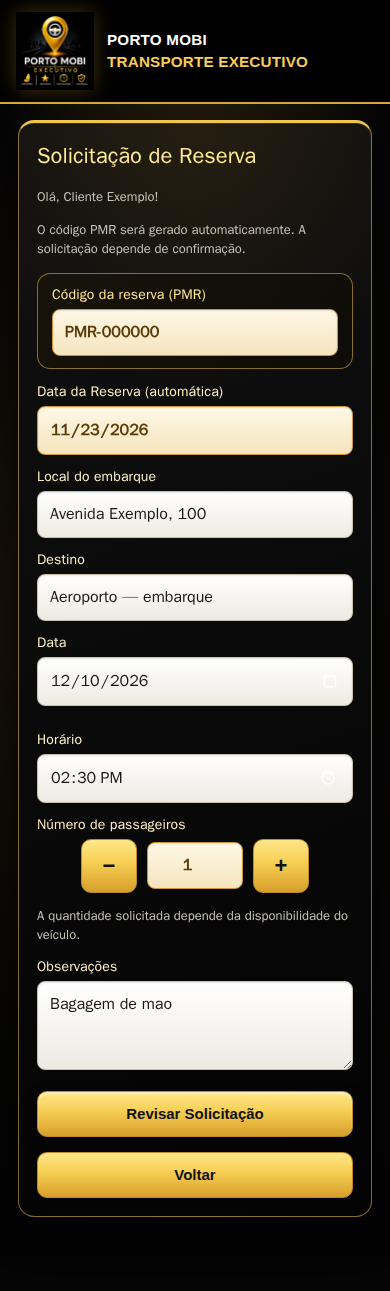 PORTO MOBI
EXECUTIVO
PORTO MOBI
TRANSPORTE EXECUTIVO
Solicitação de Reserva
Olá, Cliente Exemplo!
O código PMR será gerado automaticamente. A
solicitação depende de confirmação.
Código da reserva (PMR)
PMR-000000
Data da Reserva (automática)
11/23/2026
Local do embarque
Avenida Exemplo, 100
Destino
Aeroporto — embarque
Data
12/10/2026
Horário
02:30 PM
Número de passageiros
− 1 +
A quantidade solicitada depende da disponibilidade do
veículo.
Observações
Bagagem de mao
Revisar Solicitação
Voltar